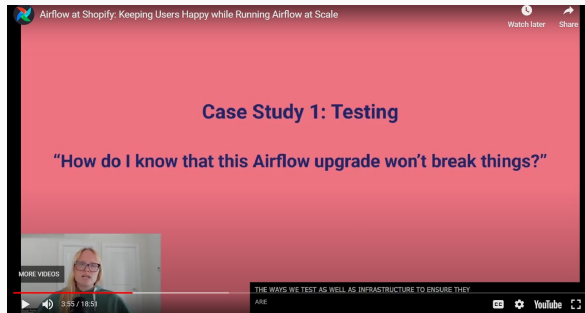 Airflow at Shopify: Keeping Users Happy while Running Airflow at Scale
Watch later
Share
Case Study 1: Testing
“How do I know that this Airflow upgrade won’t break things?”
MORE VIDEOS
THE WAYS WE TEST AS WELL AS INFRASTRUCTURE TO ENSURE THEY
ARE
3:55 / 18:51
CC
YouTube